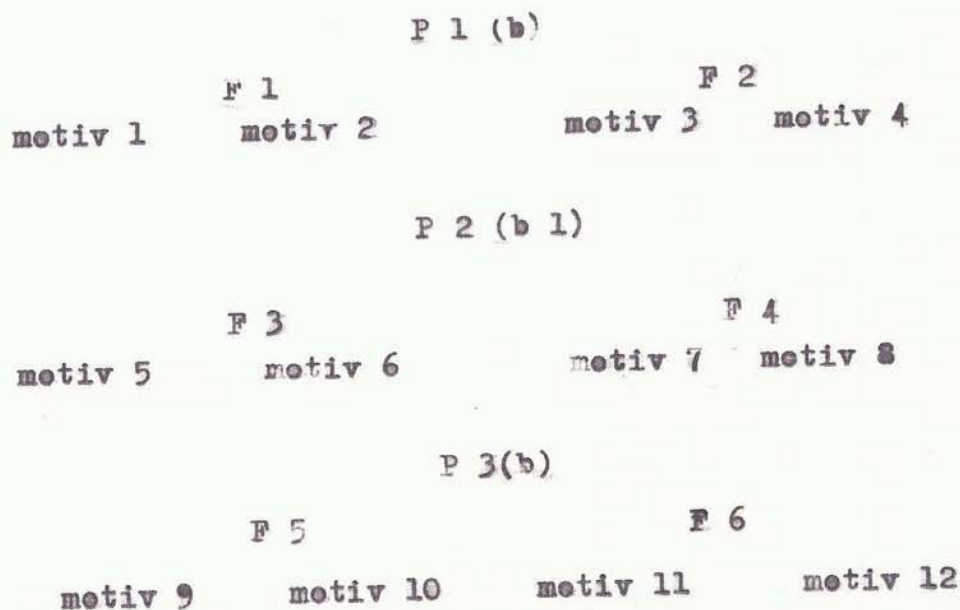 P 1 (b)
F 1 F 2
motiv 1 motiv 2 motiv 3 motiv 4
P 2 (b 1)
F 3 F 4
motiv 5 motiv 6 motiv 7 motiv 8
P 3(b)
F 5 F 6
motiv 9 motiv 10 motiv 11 motiv 12